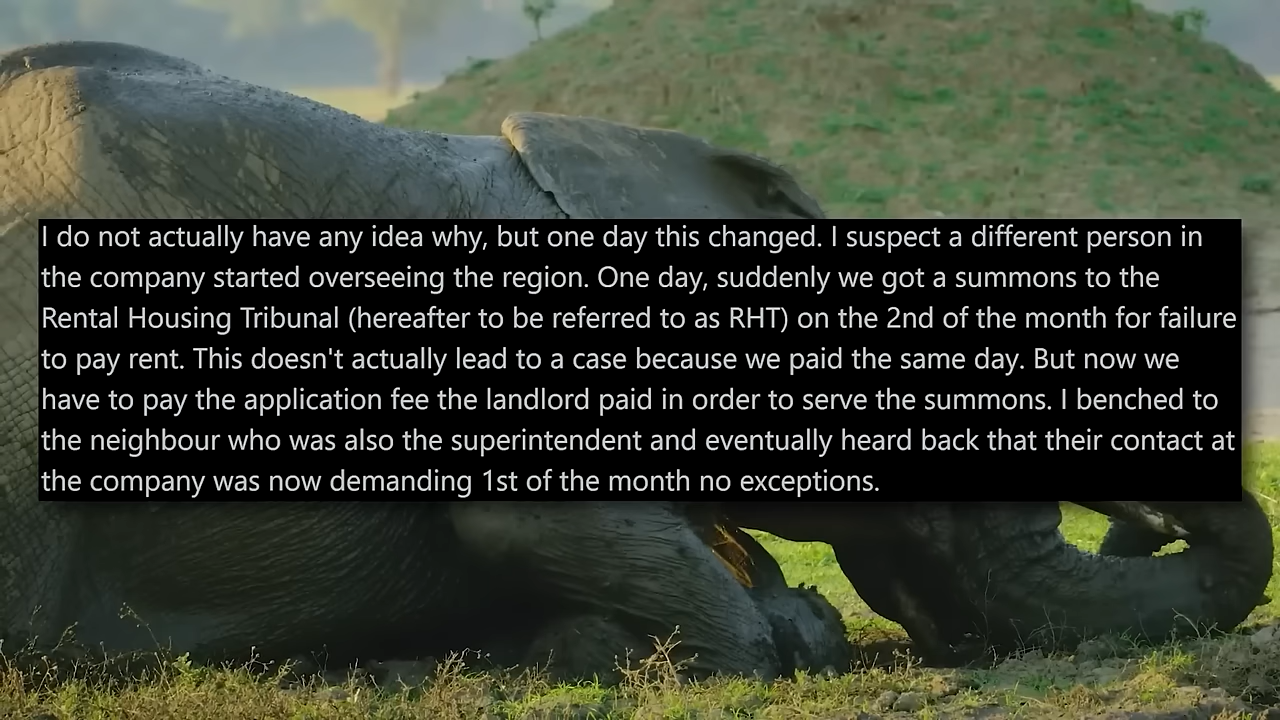 I do not actually have any idea why, but one day this changed. I suspect a different person in
the company started overseeing the region. One day, suddenly we got a summons to the
Rental Housing Tribunal (hereafter to be referred to as RHT) on the 2nd of the month for failure
to pay rent. This doesn't actually lead to a case because we paid the same day. But now we
have to pay the application fee the landlord paid in order to serve the summons. I benched to
the neighbour who was also the superintendent and eventually heard back that their contact at
the company was now demanding 1st of the month no exceptions.